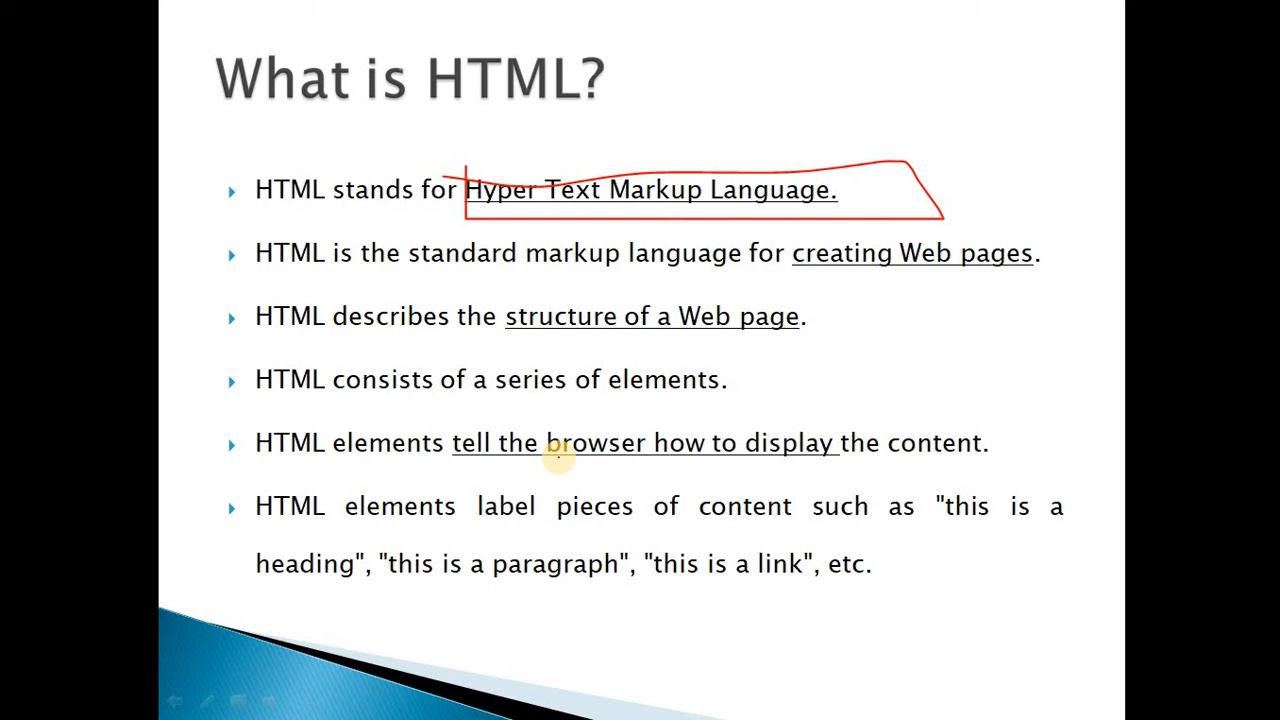 What is HTML?
HTML stands for Hyper Text Markup Language.
HTML is the standard markup language for creating Web pages.
HTML describes the structure of a Web page.
HTML consists of a series of elements.
HTML elements tell the browser how to display the content.
HTML elements label pieces of content such as "this is a
heading", "this is a paragraph", "this is a link", etc.